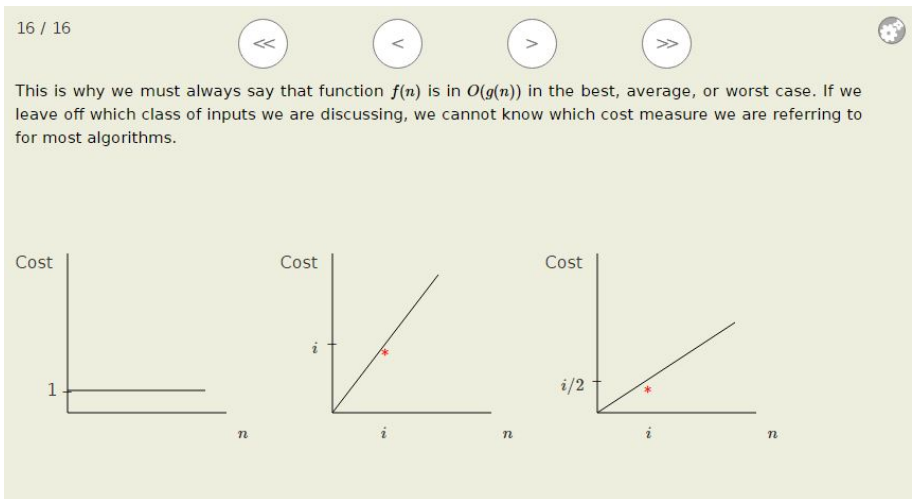 16 / 16
<<
<
>
>>
This is why we must always say that function f(n) is in O(g(n)) in the best, average, or worst case. If we
leave off which class of inputs we are discussing, we cannot know which cost measure we are referring to
for most algorithms.
Cost
1
n
Cost
i
*
i
n
Cost
i/2
*
i
n